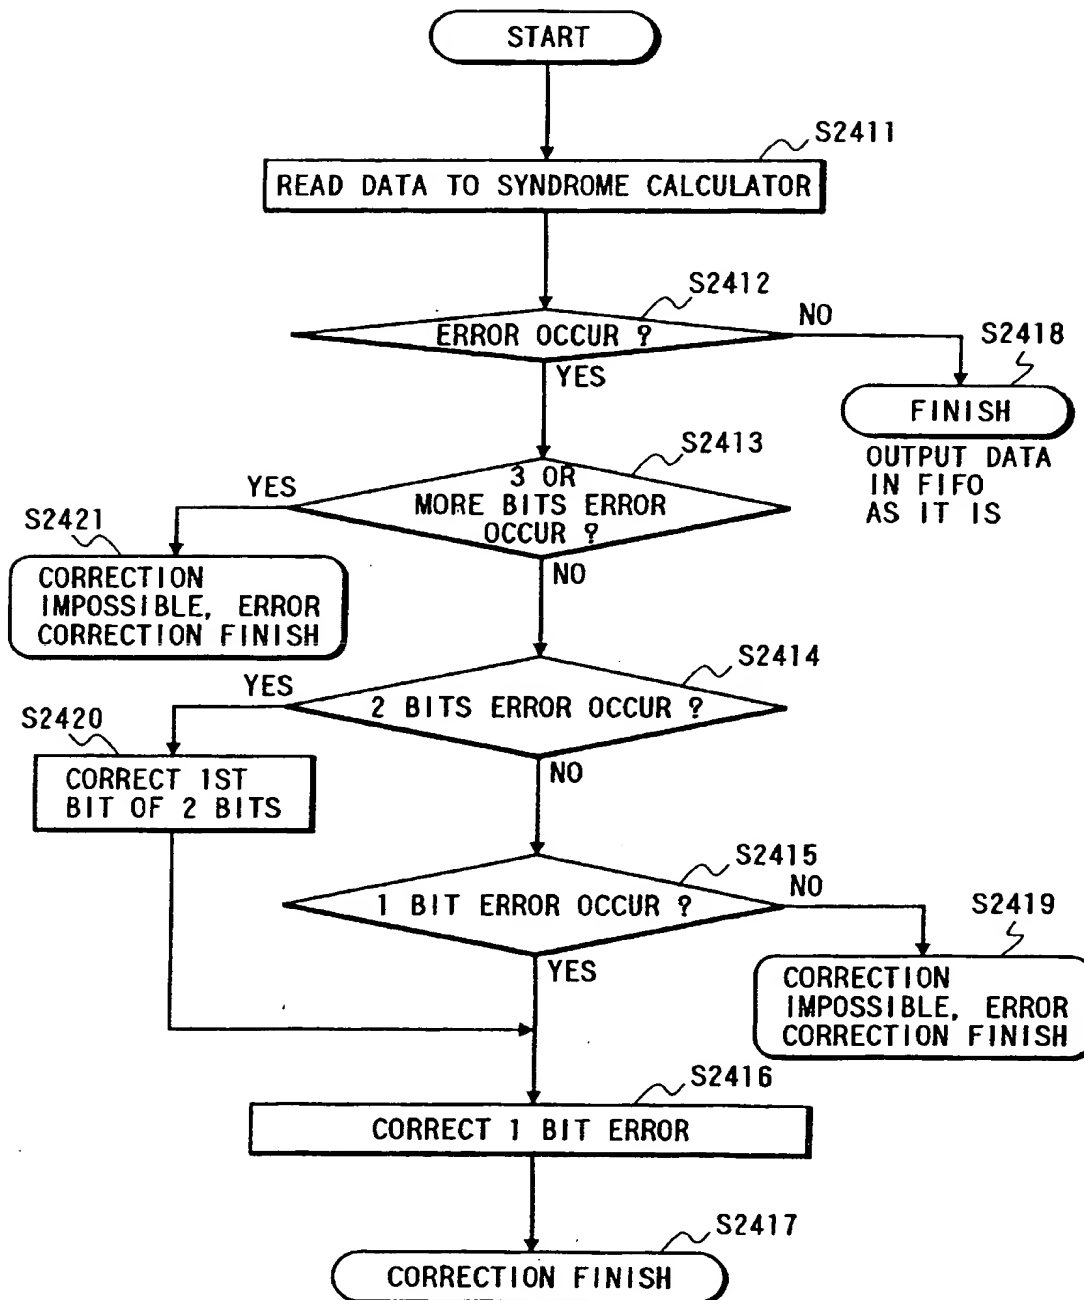 START
S2411
READ DATA TO SYNDROME CALCULATOR
S2412
ERROR OCCUR ?
NO
YES
S2418
FINISH
OUTPUT DATA
IN FIFO
AS IT IS
S2413
3 OR
MORE BITS ERROR
OCCUR ?
YES
NO
S2421
CORRECTION
IMPOSSIBLE, ERROR
CORRECTION FINISH
S2414
2 BITS ERROR OCCUR ?
YES
NO
S2420
CORRECT 1ST
BIT OF 2 BITS
S2415
1 BIT ERROR OCCUR ?
NO
YES
S2419
CORRECTION
IMPOSSIBLE, ERROR
CORRECTION FINISH
S2416
CORRECT 1 BIT ERROR
S2417
CORRECTION FINISH